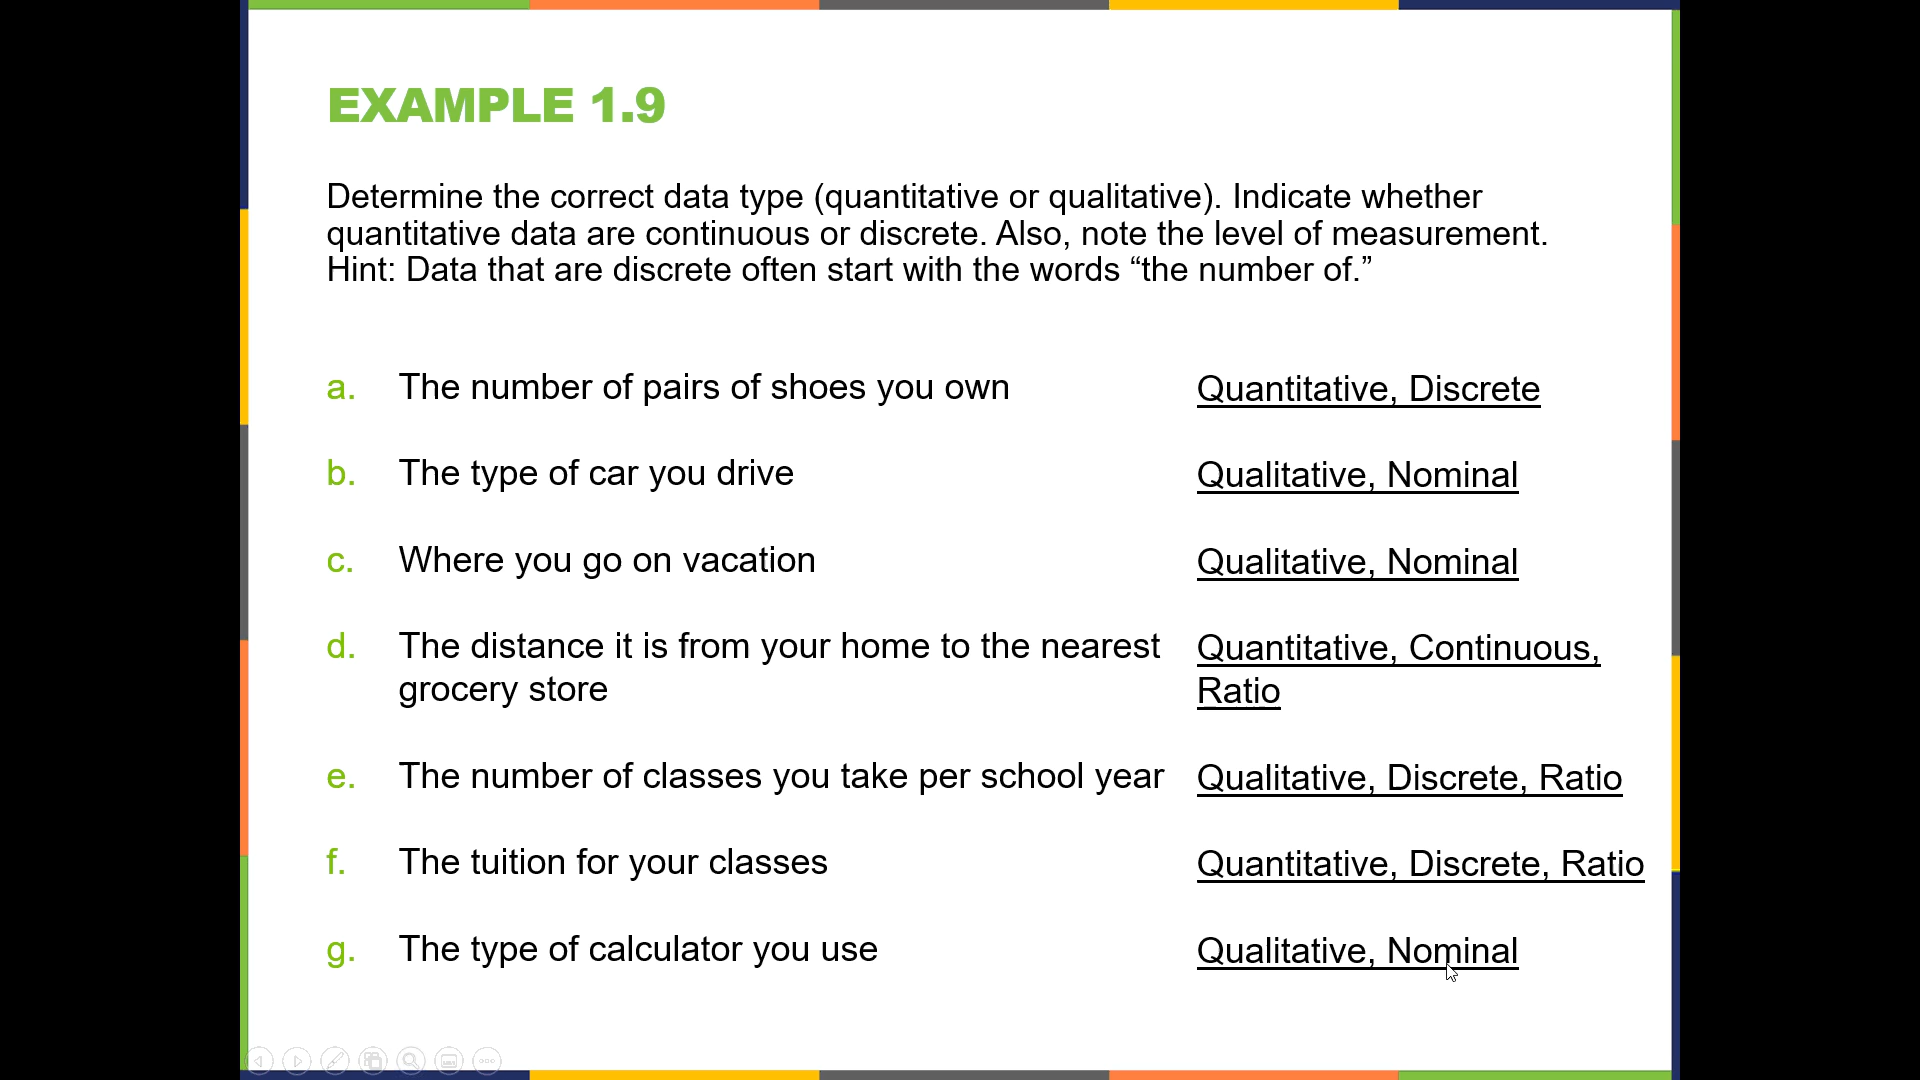 EXAMPLE 1.9
Determine the correct data type (quantitative or qualitative). Indicate whether
quantitative data are continuous or discrete. Also, note the level of measurement.
Hint: Data that are discrete often start with the words “the number of.”
a. The number of pairs of shoes you own Quantitative, Discrete
b. The type of car you drive Qualitative, Nominal
c. Where you go on vacation Qualitative, Nominal
d. The distance it is from your home to the nearest Quantitative, Continuous,
grocery store Ratio
e. The number of classes you take per school year Qualitative, Discrete, Ratio
f. The tuition for your classes Quantitative, Discrete, Ratio
g. The type of calculator you use Qualitative, Nominal